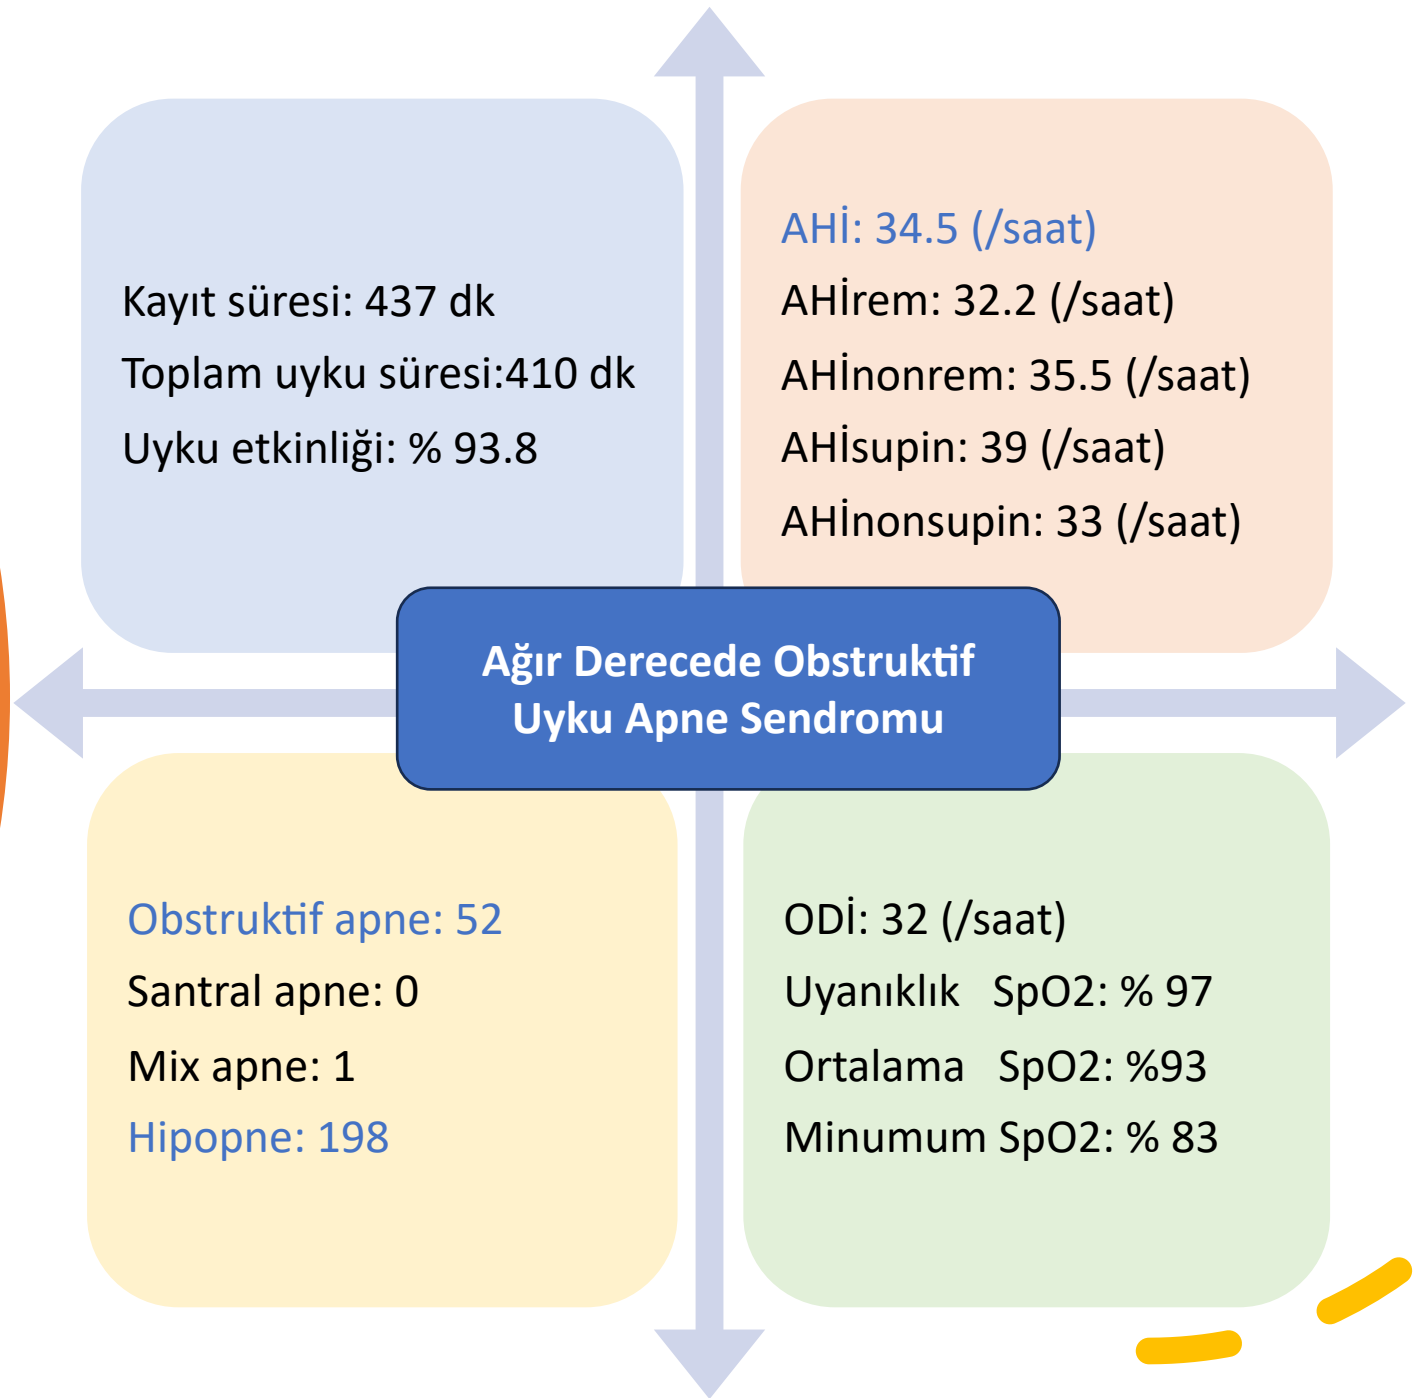 Kayıt süresi: 437 dk
Toplam uyku süresi:410 dk
Uyku etkinliği: % 93.8
AHİ: 34.5 (/saat)
AHİrem: 32.2 (/saat)
AHİnonrem: 35.5 (/saat)
AHİsupin: 39 (/saat)
AHİnonsupin: 33 (/saat)
Ağır Derecede Obstruktif
Uyku Apne Sendromu
Obstruktif apne: 52
Santral apne: 0
Mix apne: 1
Hipopne: 198
ODİ: 32 (/saat)
Uyanıklık SpO2: % 97
Ortalama SpO2: %93
Minumum SpO2: % 83